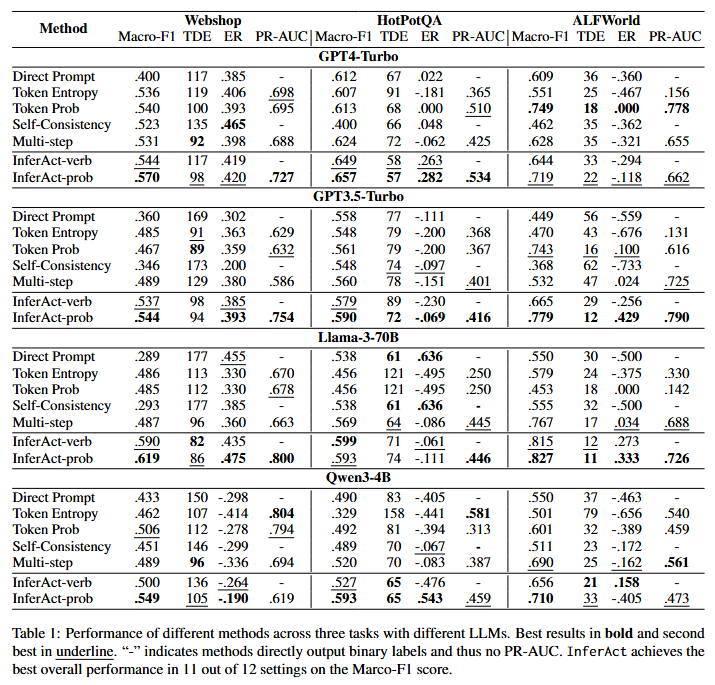 Method Webshop HotPotQA ALFWorld
Macro-F1 TDE ER PR-AUC Macro-F1 TDE ER PR-AUC Macro-F1 TDE ER PR-AUC
GPT4-Turbo
Direct Prompt .400 117 .385 - .612 67 .022 - .609 36 -.360 -
Token Entropy .536 119 .406 .698 .607 91 -.181 .365 .551 25 -.467 .156
Token Prob .540 100 .393 .695 .613 68 .000 .510 .749 18 .000 .778
Self-Consistency .523 135 .465 - .400 66 .048 - .462 35 -.362 -
Multi-step .531 92 .398 .688 .624 72 -.062 .425 .628 35 -.321 .655
InferAct-verb .544 117 .419 - .649 58 .263 - .644 33 -.294 -
InferAct-prob .570 98 .420 .727 .657 57 .282 .534 .719 22 -.118 .662
GPT3.5-Turbo
Direct Prompt .360 169 .302 - .558 77 -.111 - .449 56 -.559 -
Token Entropy .485 91 .363 .629 .548 79 -.200 .368 .470 43 -.676 .131
Token Prob .467 89 .359 .632 .561 79 -.200 .367 .743 16 .100 .616
Self-Consistency .346 173 .200 - .548 74 -.097 - .368 62 -.733 -
Multi-step .489 129 .380 .586 .560 78 -.151 .401 .532 47 .024 .725
InferAct-verb .537 98 .385 - .579 89 -.230 - .665 29 -.256 -
InferAct-prob .544 94 .393 .754 .590 72 -.069 .416 .779 12 .429 .790
Llama-3-70B
Direct Prompt .289 177 .455 - .538 61 .636 - .550 30 -.500 -
Token Entropy .486 113 .330 .670 .456 121 -.495 .250 .579 24 -.375 .330
Token Prob .485 112 .330 .678 .456 121 -.495 .250 .453 18 .000 .142
Self-Consistency .293 177 .385 - .538 61 .636 - .555 32 -.500 -
Multi-step .487 96 .360 .663 .569 64 -.086 .445 .767 17 .034 .688
InferAct-verb .590 82 .435 - .599 71 -.061 - .815 12 .273 -
InferAct-prob .619 86 .475 .800 .593 74 -.111 .446 .827 11 .333 .726
Qwen3-4B
Direct Prompt .433 150 -.298 - .490 83 -.405 - .550 37 -.463 -
Token Entropy .462 107 -.414 .804 .329 158 -.441 .581 .501 79 -.656 .540
Token Prob .506 112 -.278 .794 .492 81 -.394 .313 .601 32 -.389 .459
Self-Consistency .451 146 -.299 - .489 70 -.067 - .511 23 -.172 -
Multi-step .489 96 -.336 .694 .520 70 -.083 .387 .690 25 -.162 .561
InferAct-verb .500 136 -.264 - .527 65 -.476 - .656 21 .158 -
InferAct-prob .549 105 -.190 .619 .593 65 .543 .459 .710 33 -.405 .473
Table 1: Performance of different methods across three tasks with different LLMs. Best results in bold and second
best in underline. “-” indicates methods directly output binary labels and thus no PR-AUC. InferAct achieves the
best overall performance in 11 out of 12 settings on the Marco-F1 score.